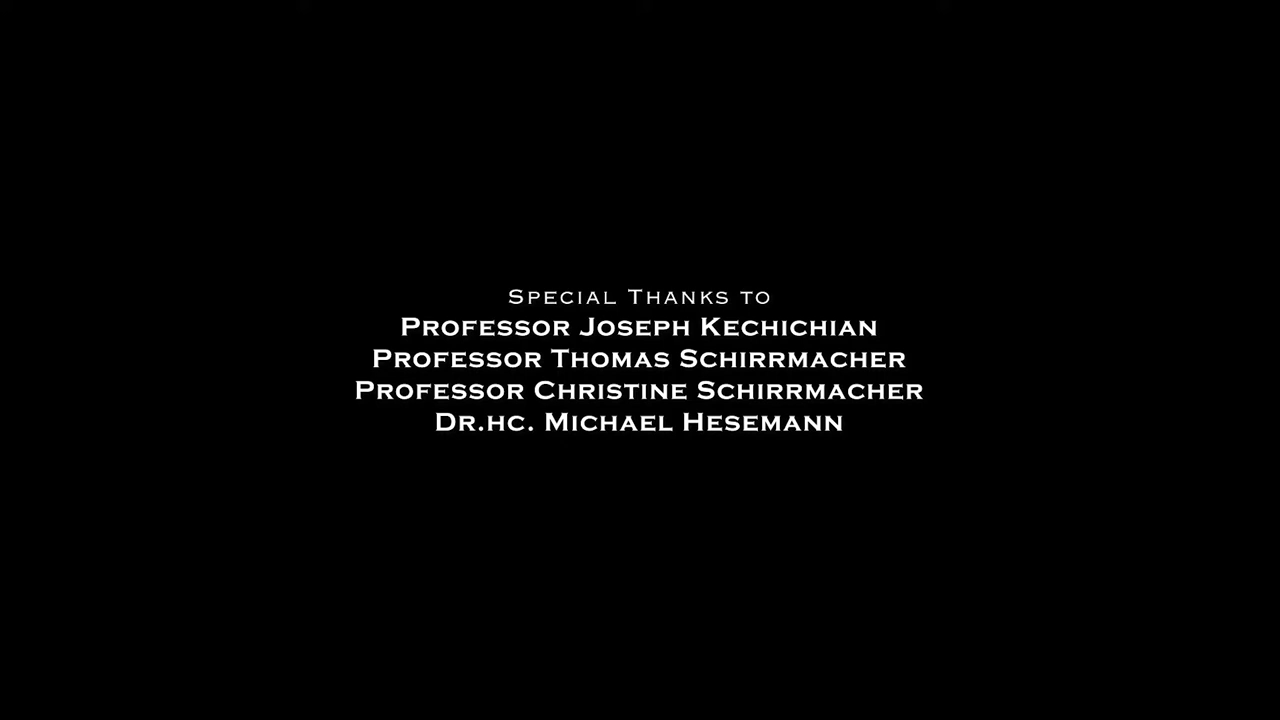 Special Thanks to
Professor Joseph Kechichian
Professor Thomas Schirrmacher
Professor Christine Schirrmacher
Dr.hc. Michael Hesemann